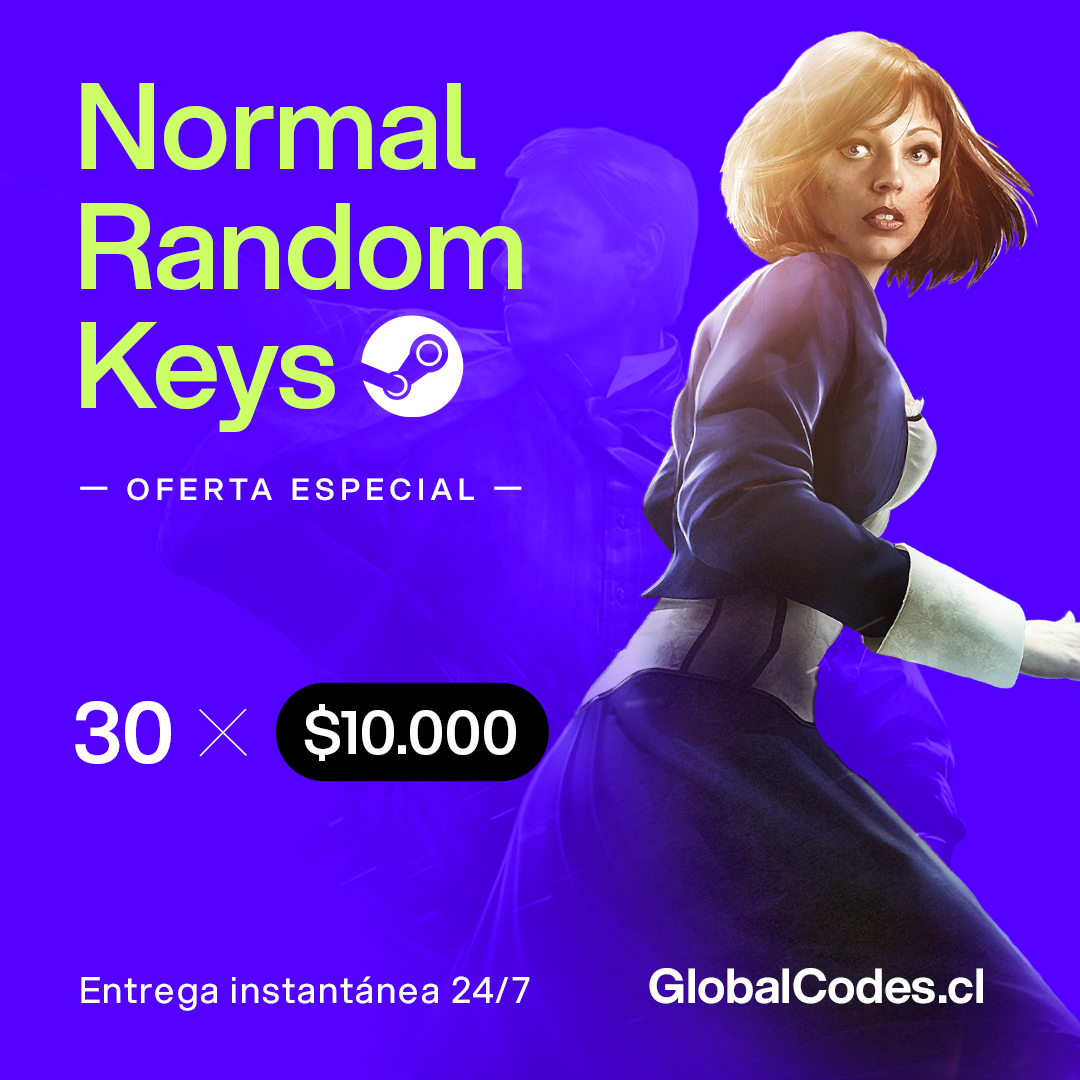 Normal
Random
Keys
— OFERTA ESPECIAL —
30 × $10.000
Entrega instantánea 24/7
GlobalCodes.cl